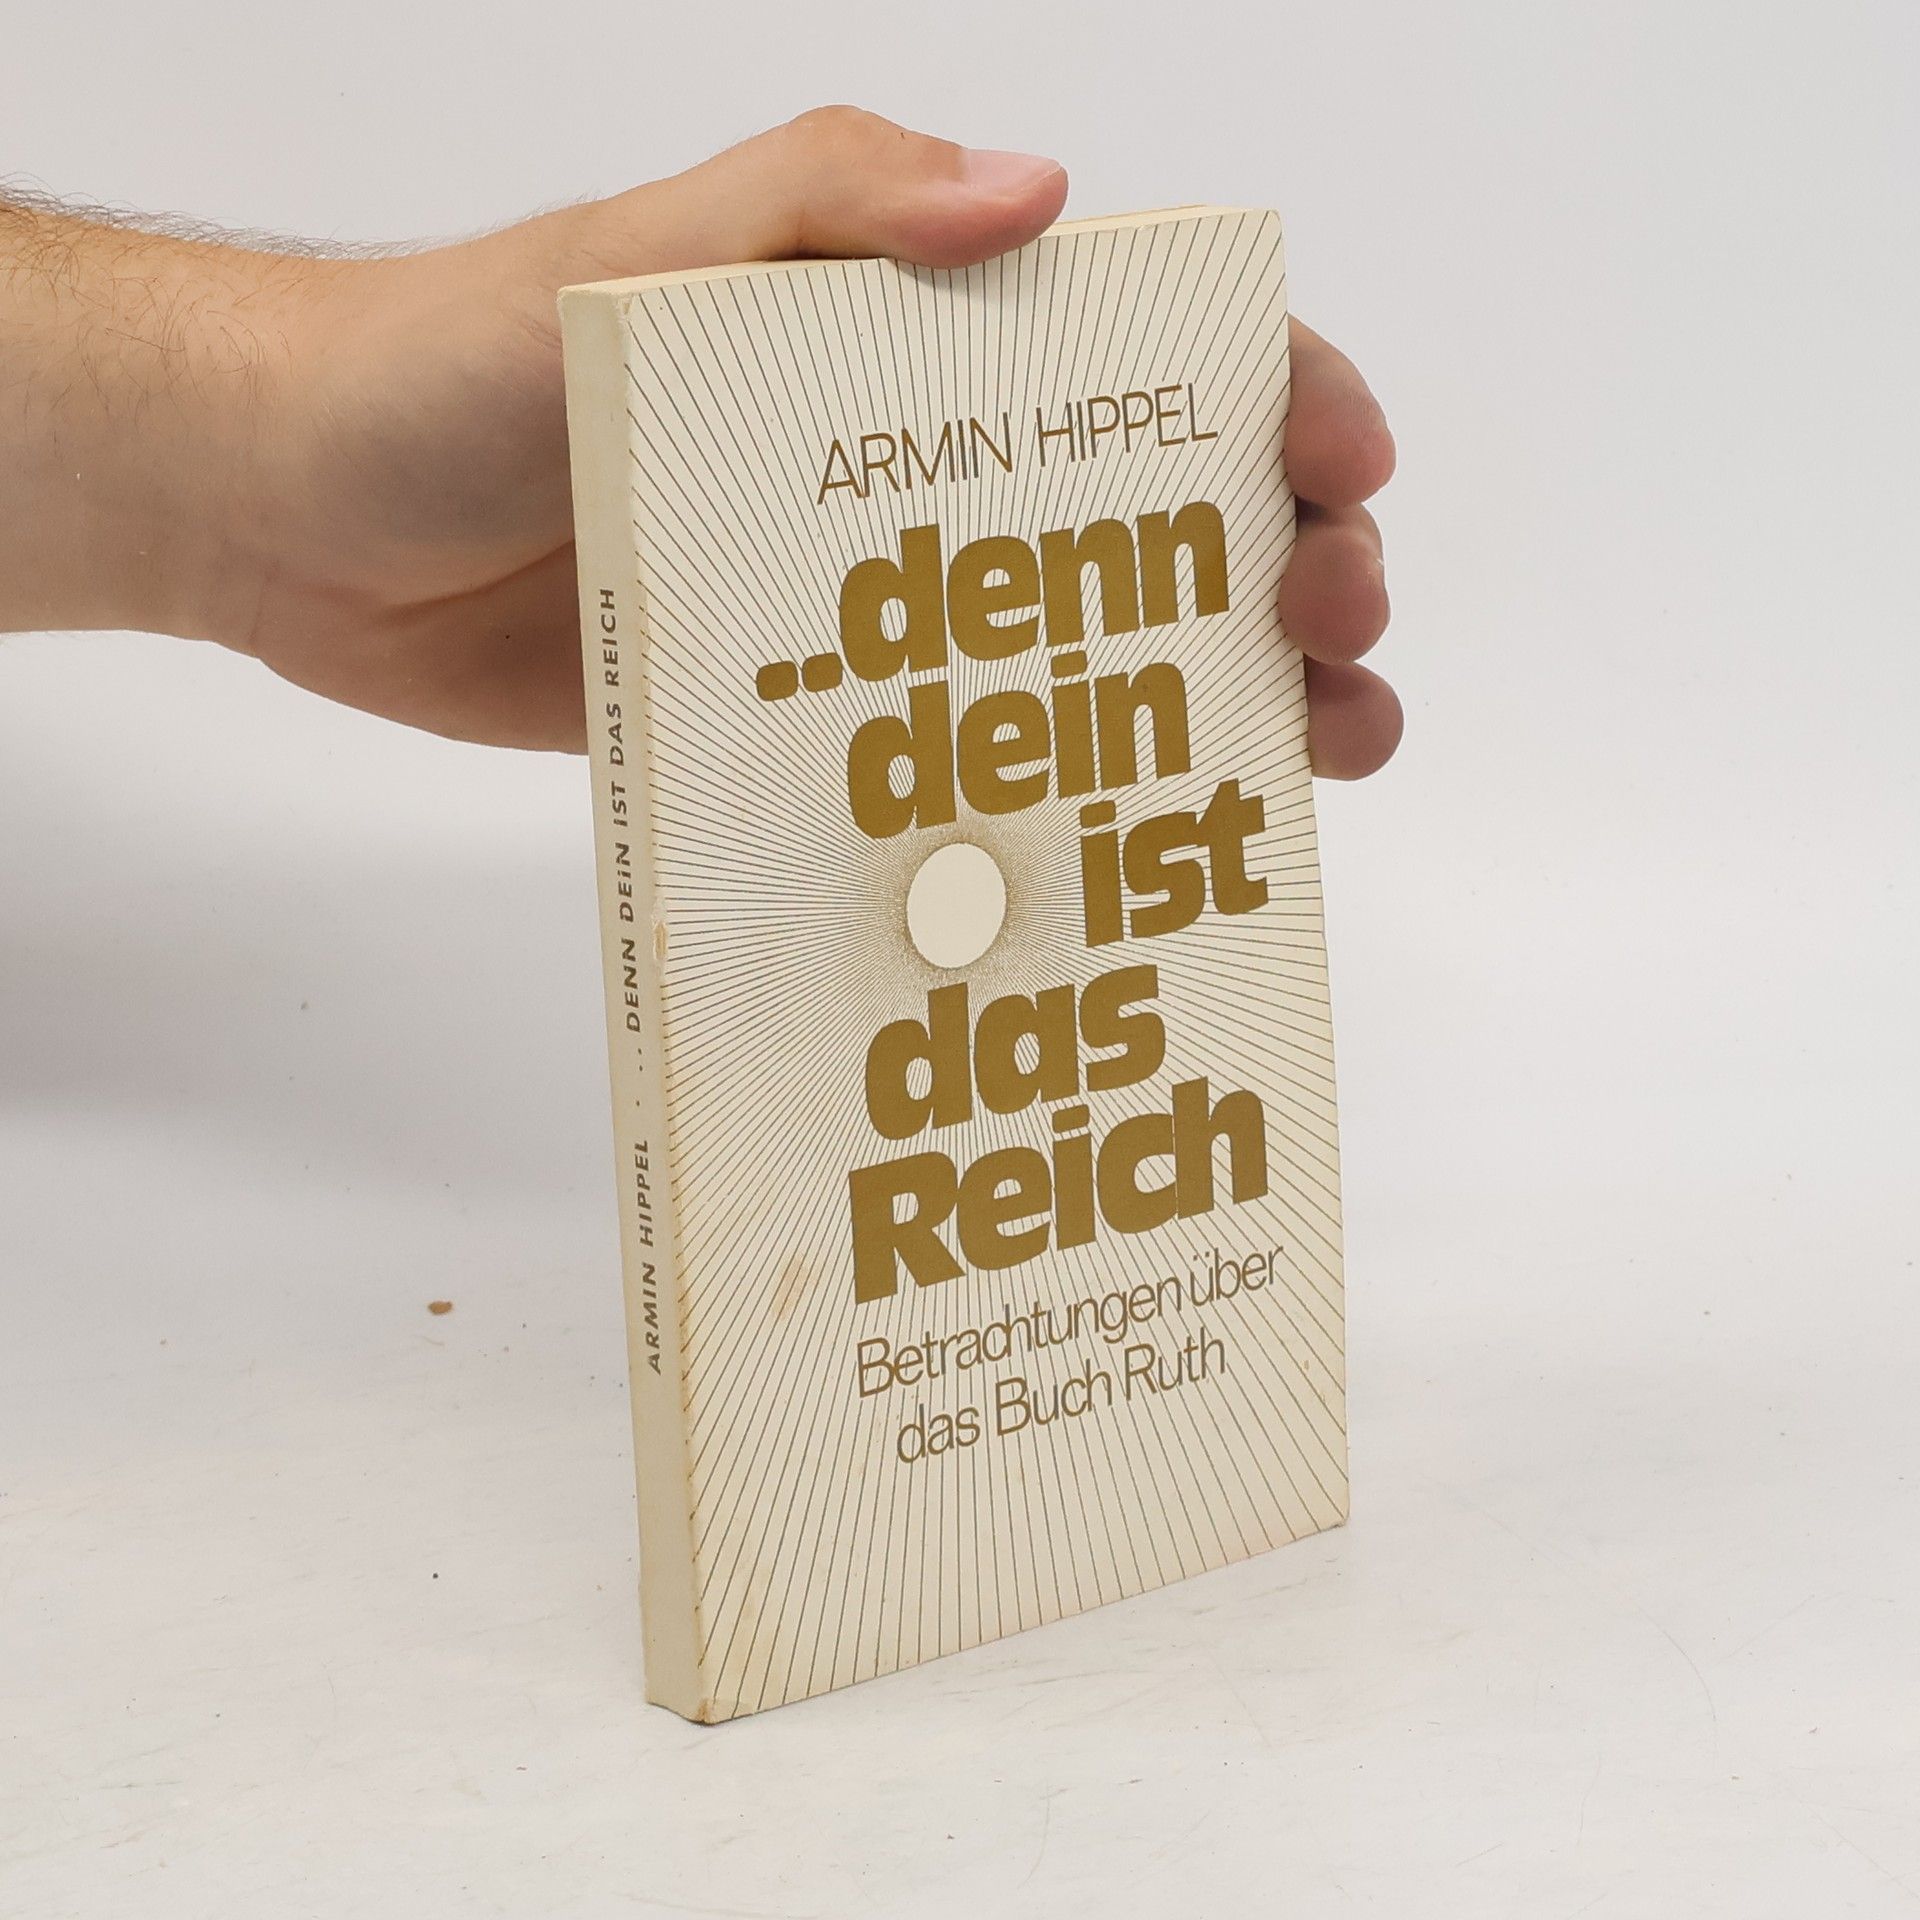 ARMIN HIPPEL
..denn
dein
ist
das
Reich
Betrachtungen über
das Buch Ruth
ARMIN HIPPEL · ..DENN DEiN IST DAS REICH